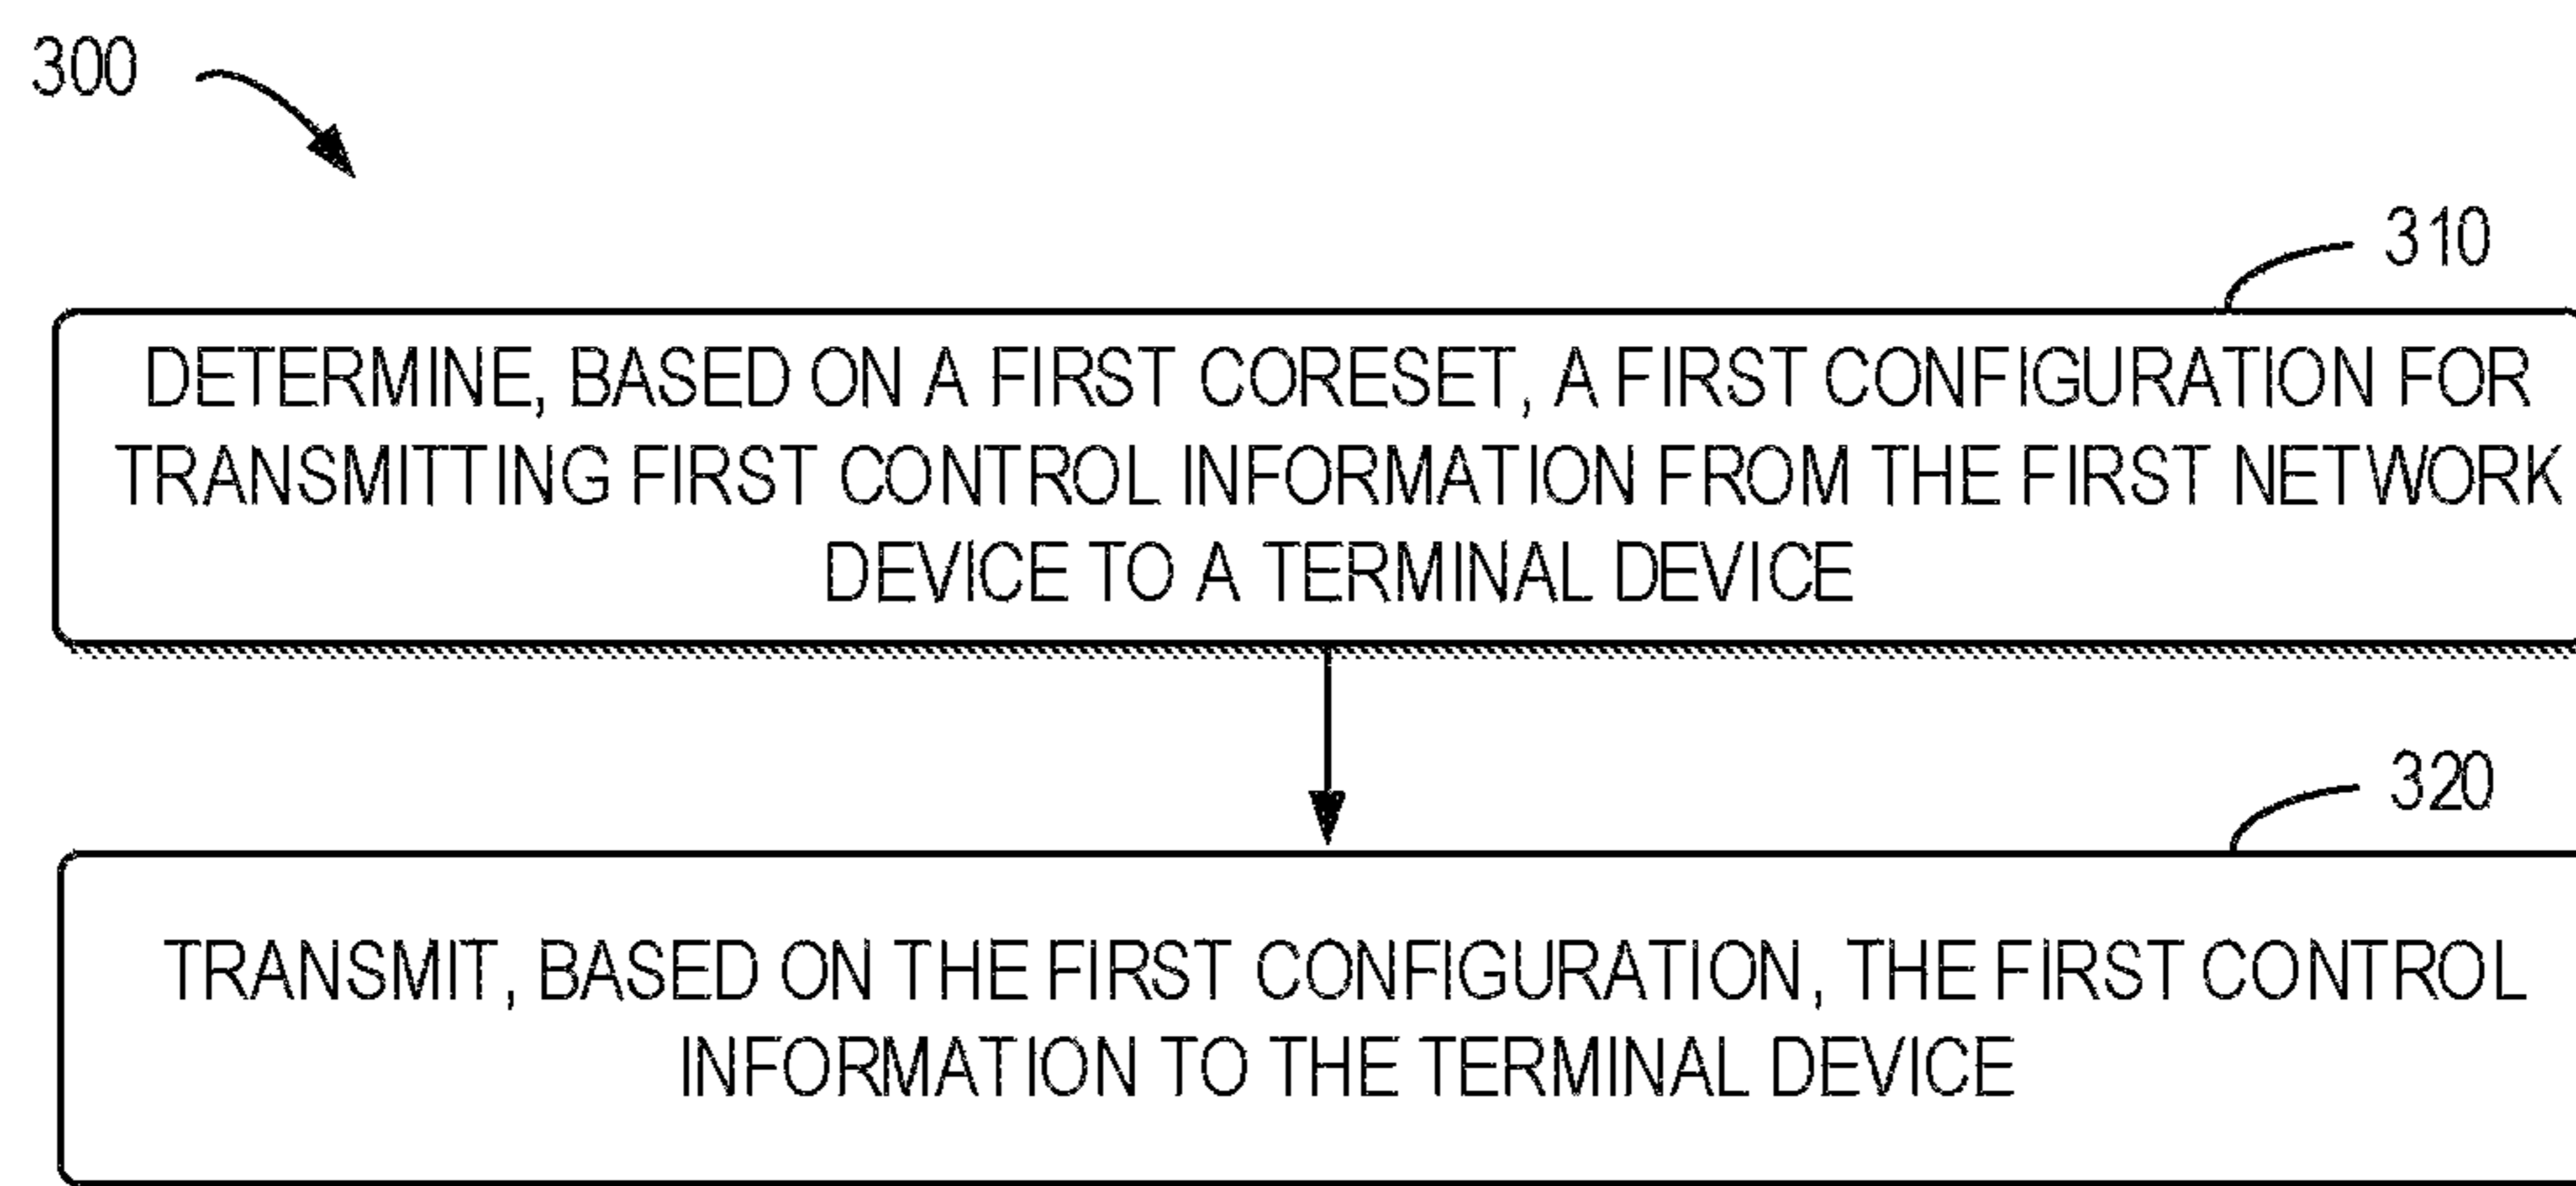 300
310
DETERMINE, BASED ON A FIRST CORESET, A FIRST CONFIGURATION FOR
TRANSMITTING FIRST CONTROL INFORMATION FROM THE FIRST NETWORK
DEVICE TO A TERMINAL DEVICE
320
TRANSMIT, BASED ON THE FIRST CONFIGURATION, THE FIRST CONTROL
INFORMATION TO THE TERMINAL DEVICE